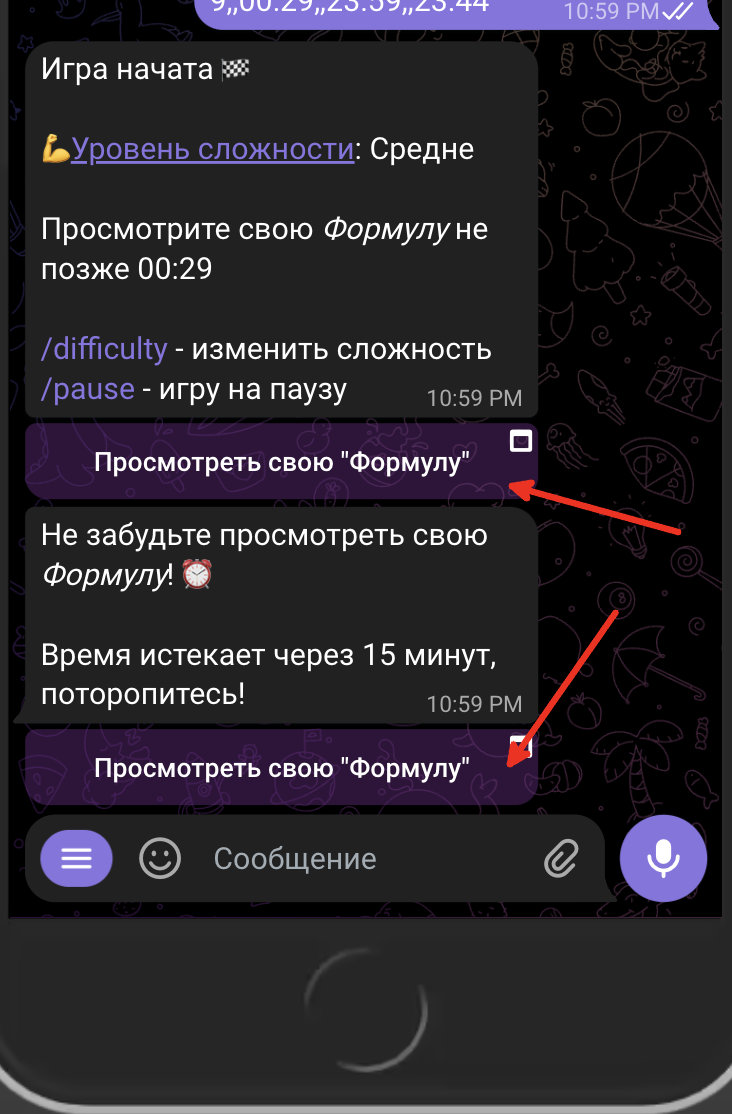 9,,00:29,,23:59,,23:44
10:59 PM
Игра начата 🏁
💪Уровень сложности: Средне
Просмотрите свою Формулу не
позже 00:29
/difficulty - изменить сложность
/pause - игру на паузу
10:59 PM
Просмотреть свою "Формулу"
Не забудьте просмотреть свою
Формулу! ⏰
Время истекает через 15 минут,
поторопитесь!
10:59 PM
Просмотреть свою "Формулу"
Сообщение